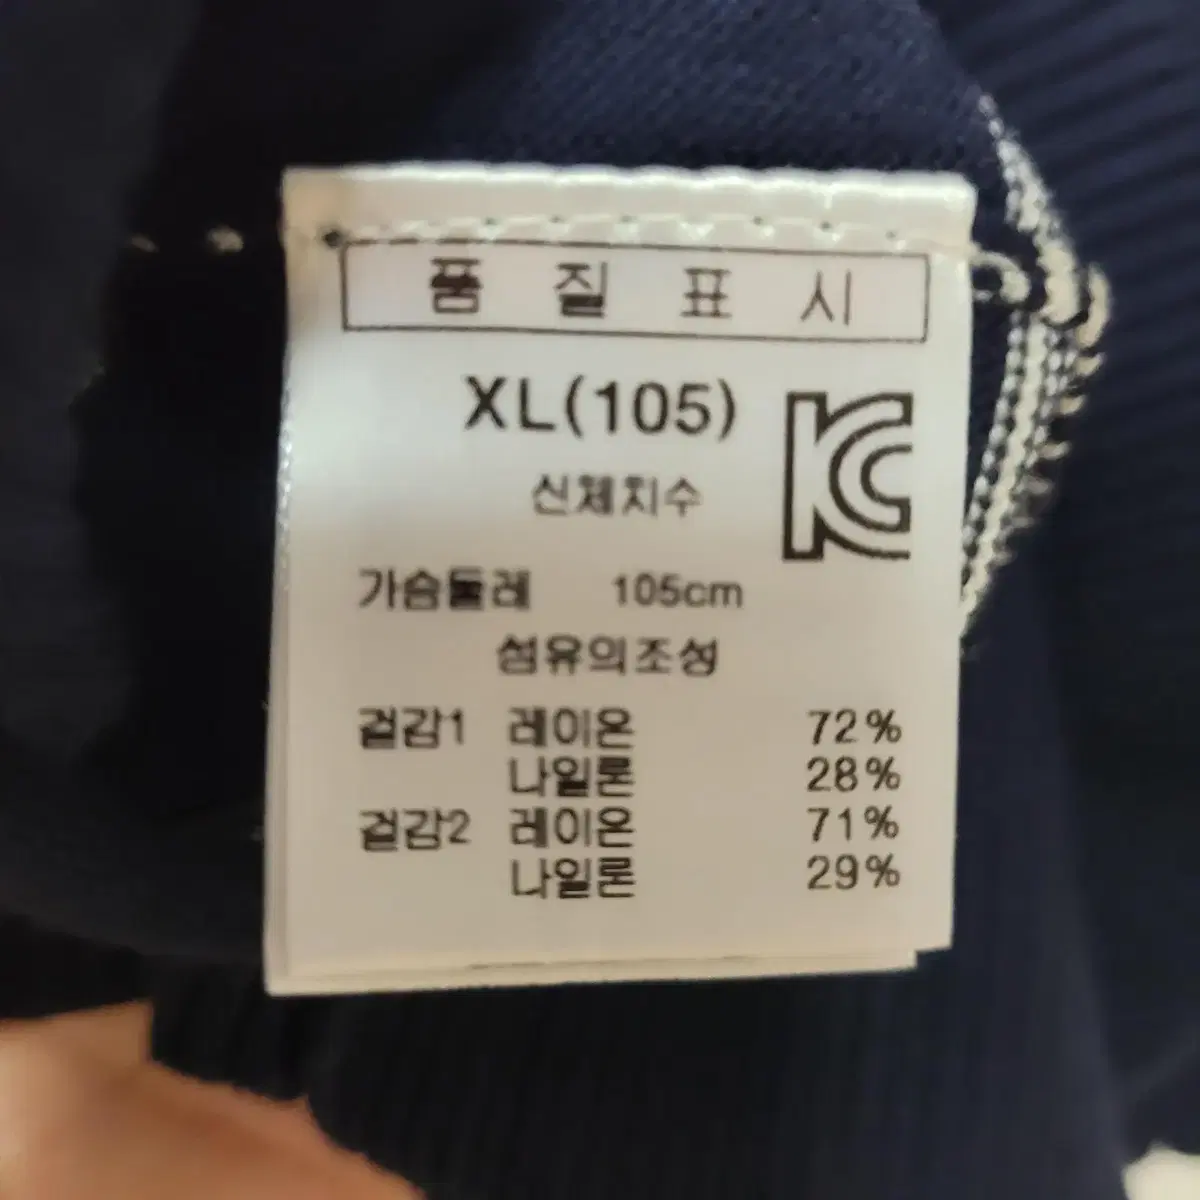 품 질 표 시
XL(105)
KC
신체치수
가슴둘레 105cm
섬유의조성
겉감1 레이온 72%
나일론 28%
겉감2 레이온 71%
나일론 29%